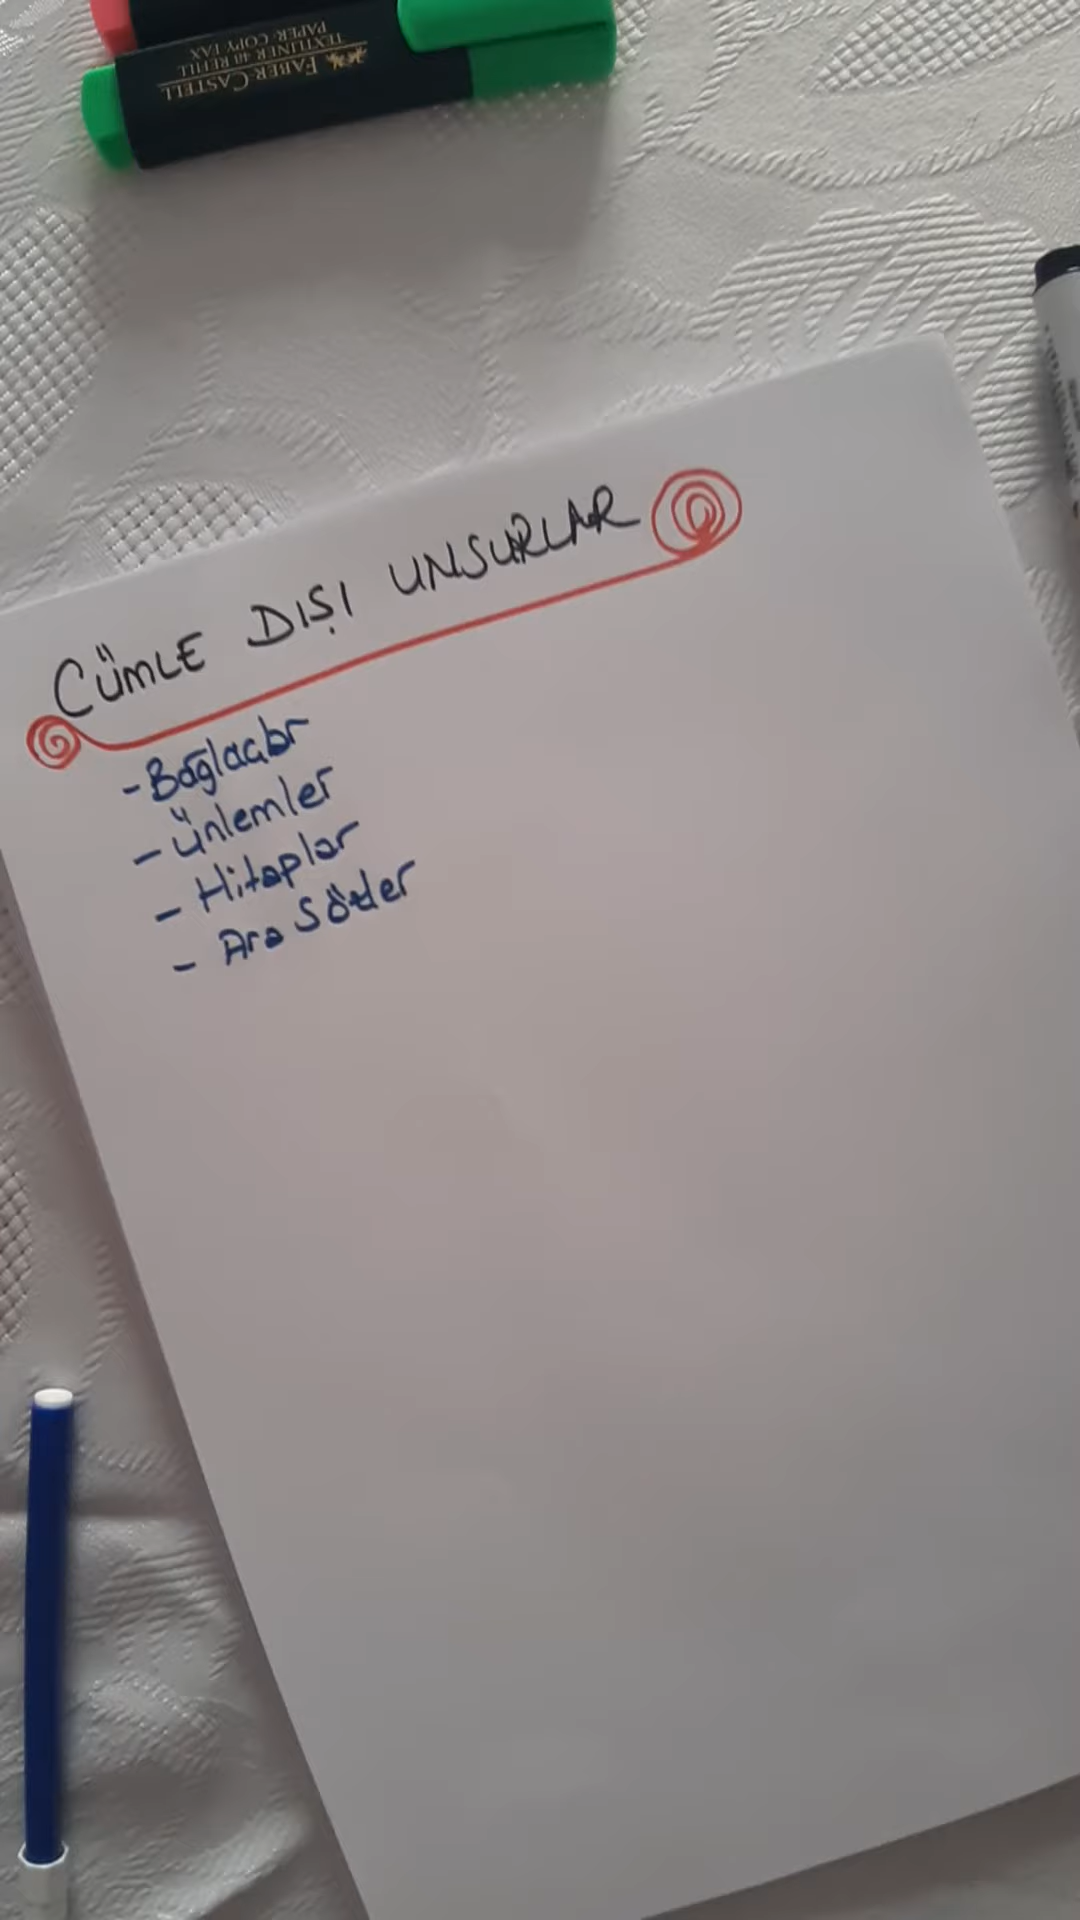 FABER-CASTELL
TEXTLINER 48 REFILL
PAPER COPY FAX
CÜMLE DIŞI UNSURLAR
- Bağlaçlar
- Ünlemler
- Hitaplar
- Ara Sözler